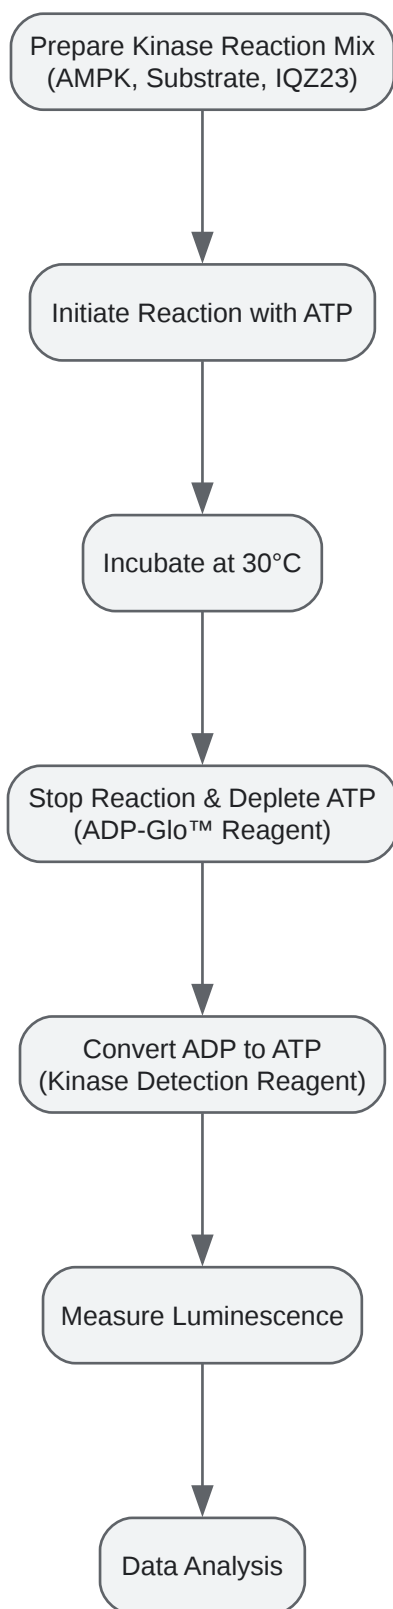 Prepare Kinase Reaction Mix
(AMPK, Substrate, IQZ23)
Initiate Reaction with ATP
Incubate at 30°C
Stop Reaction & Deplete ATP
(ADP-Glo™ Reagent)
Convert ADP to ATP
(Kinase Detection Reagent)
Measure Luminescence
Data Analysis